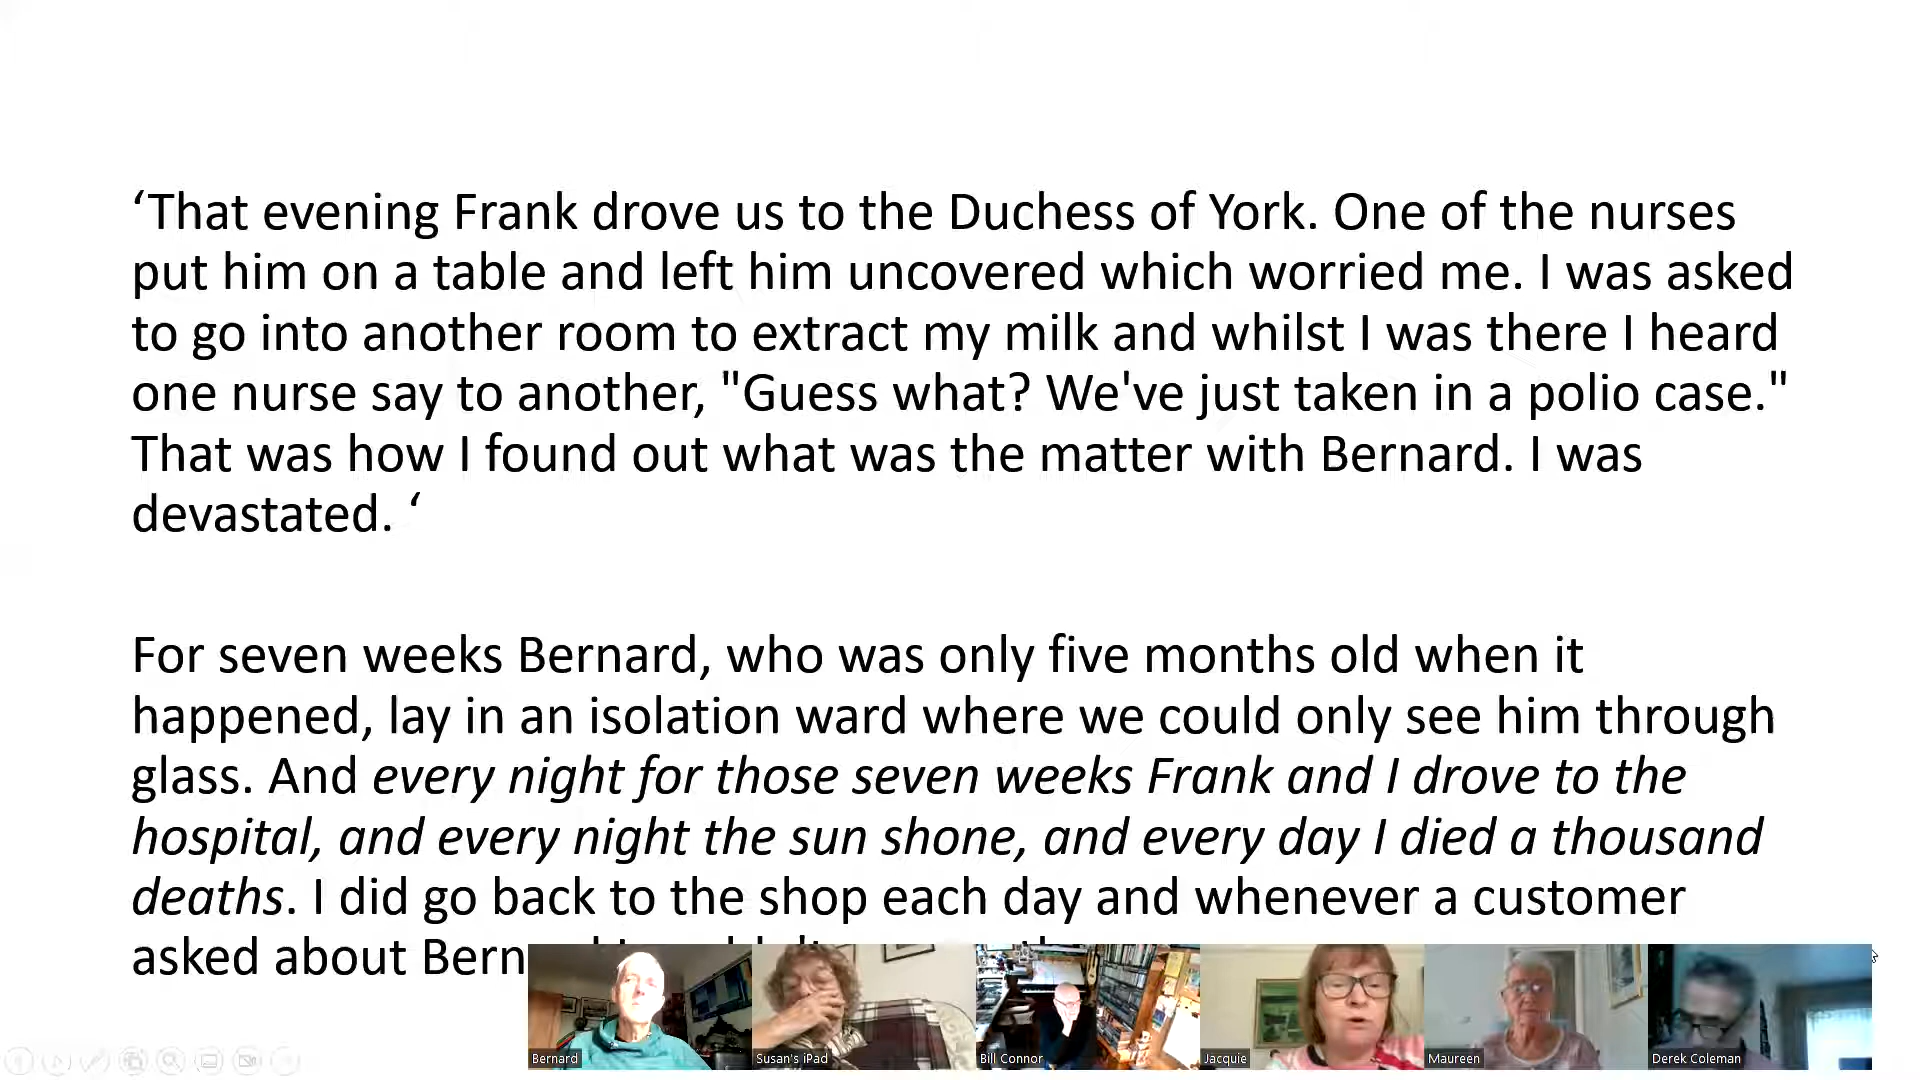 ‘That evening Frank drove us to the Duchess of York. One of the nurses
put him on a table and left him uncovered which worried me. I was asked
to go into another room to extract my milk and whilst I was there I heard
one nurse say to another, "Guess what? We've just taken in a polio case."
That was how I found out what was the matter with Bernard. I was
devastated. ‘
For seven weeks Bernard, who was only five months old when it
happened, lay in an isolation ward where we could only see him through
glass. And every night for those seven weeks Frank and I drove to the
hospital, and every night the sun shone, and every day I died a thousand
deaths. I did go back to the shop each day and whenever a customer
asked about Bern
Bernard
Susan's iPad
Bill Connor
Jacquie
Maureen
Derek Coleman